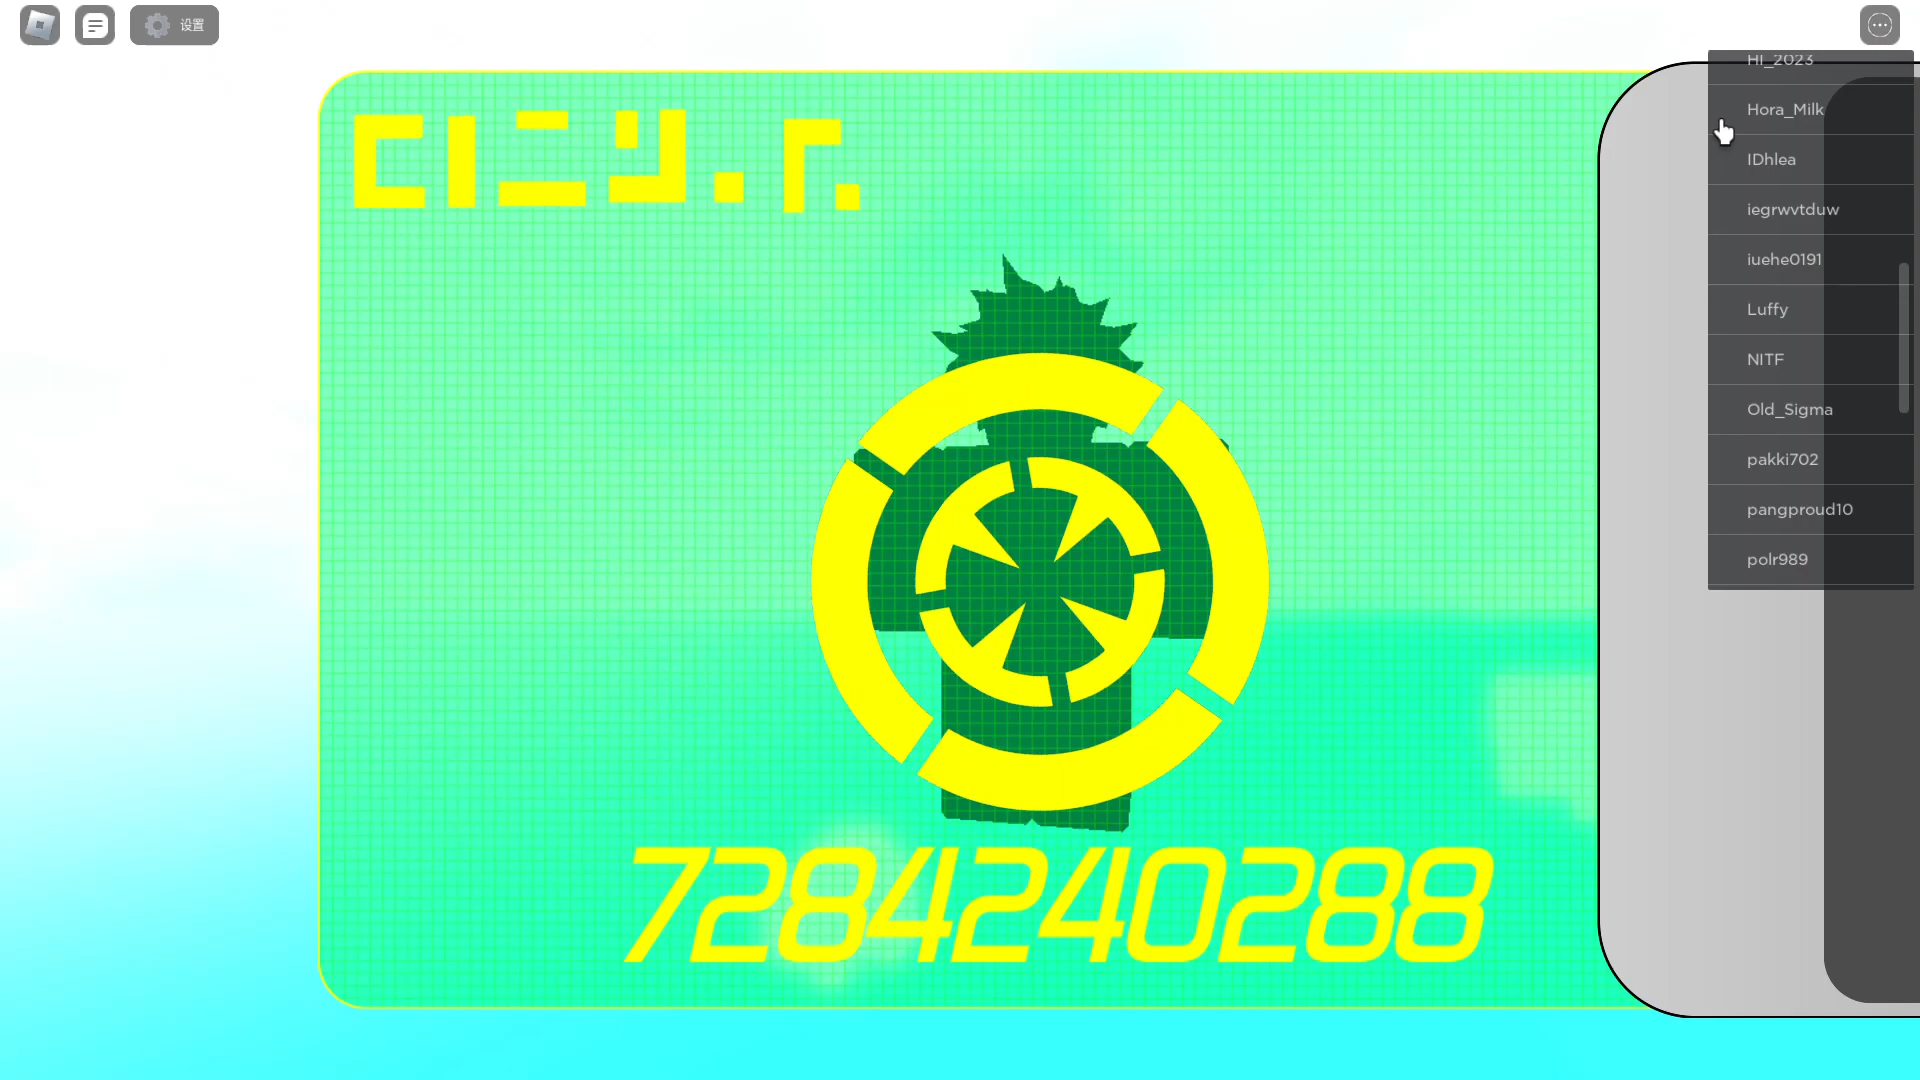 设置
HI_2023
Hora_Milk
IDhlea
iegrwvtduw
iuehe0191
Luffy
NITF
Old_Sigma
pakki702
pangproud10
polr989
7284240288